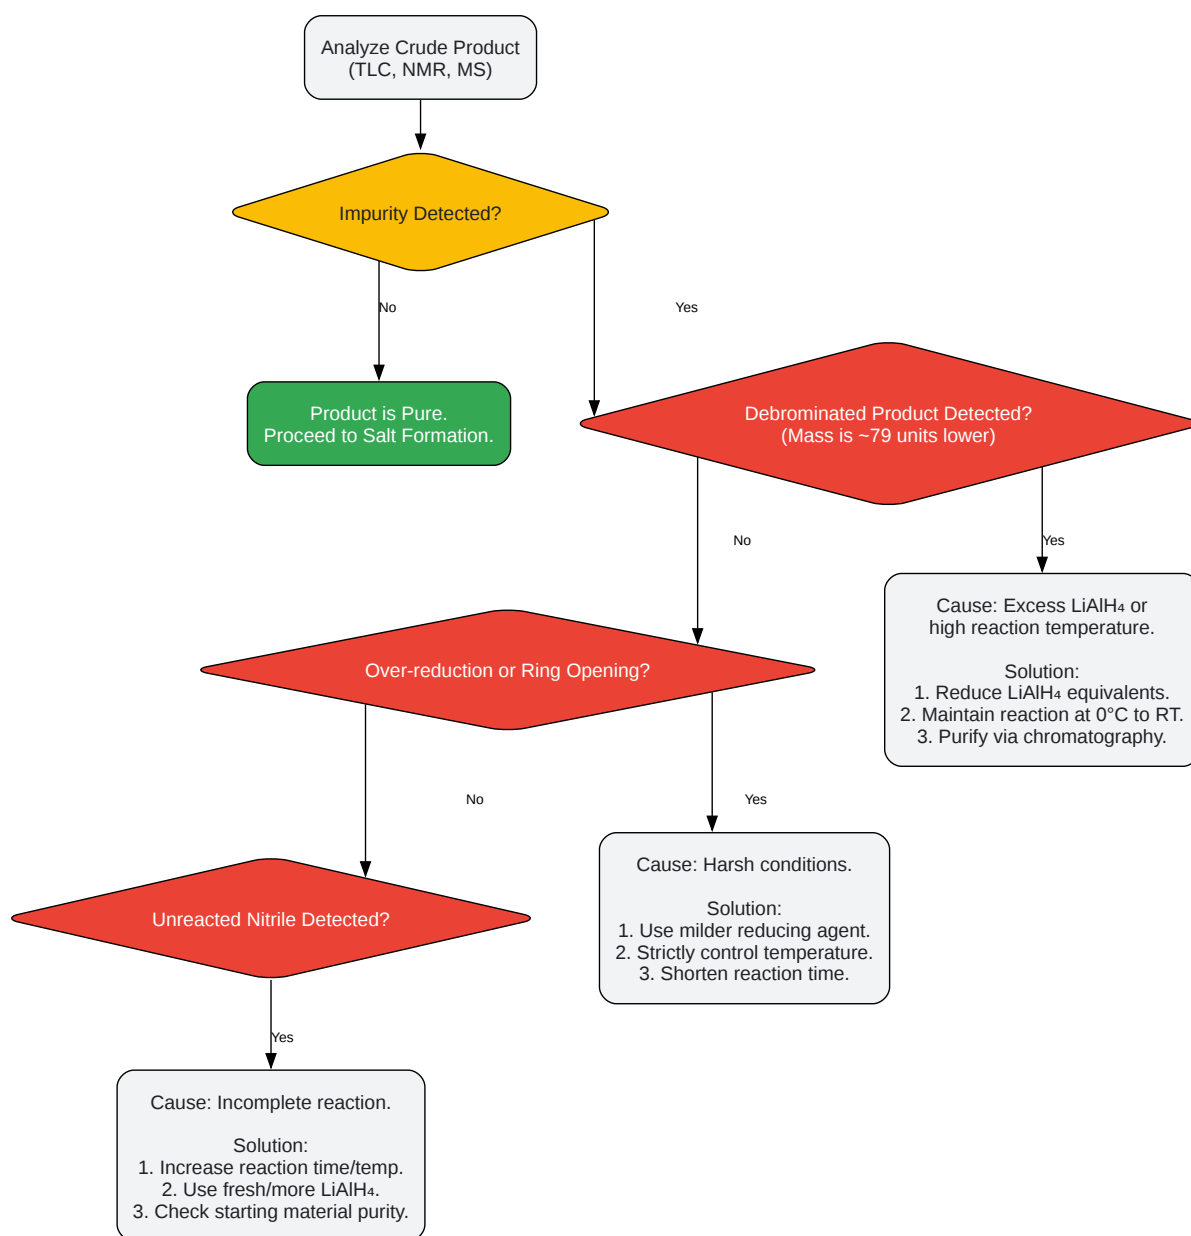 Analyze Crude Product
(TLC, NMR, MS)
Impurity Detected?
No
Yes
Product is Pure.
Proceed to Salt Formation.
Debrominated Product Detected?
(Mass is ~79 units lower)
No
Yes
Cause: Excess LiAlH₄ or
high reaction temperature.
Solution:
1. Reduce LiAlH₄ equivalents.
2. Maintain reaction at 0°C to RT.
3. Purify via chromatography.
Over-reduction or Ring Opening?
No
Yes
Cause: Harsh conditions.
Solution:
1. Use milder reducing agent.
2. Strictly control temperature.
3. Shorten reaction time.
Unreacted Nitrile Detected?
Yes
Cause: Incomplete reaction.
Solution:
1. Increase reaction time/temp.
2. Use fresh/more LiAlH₄.
3. Check starting material purity.